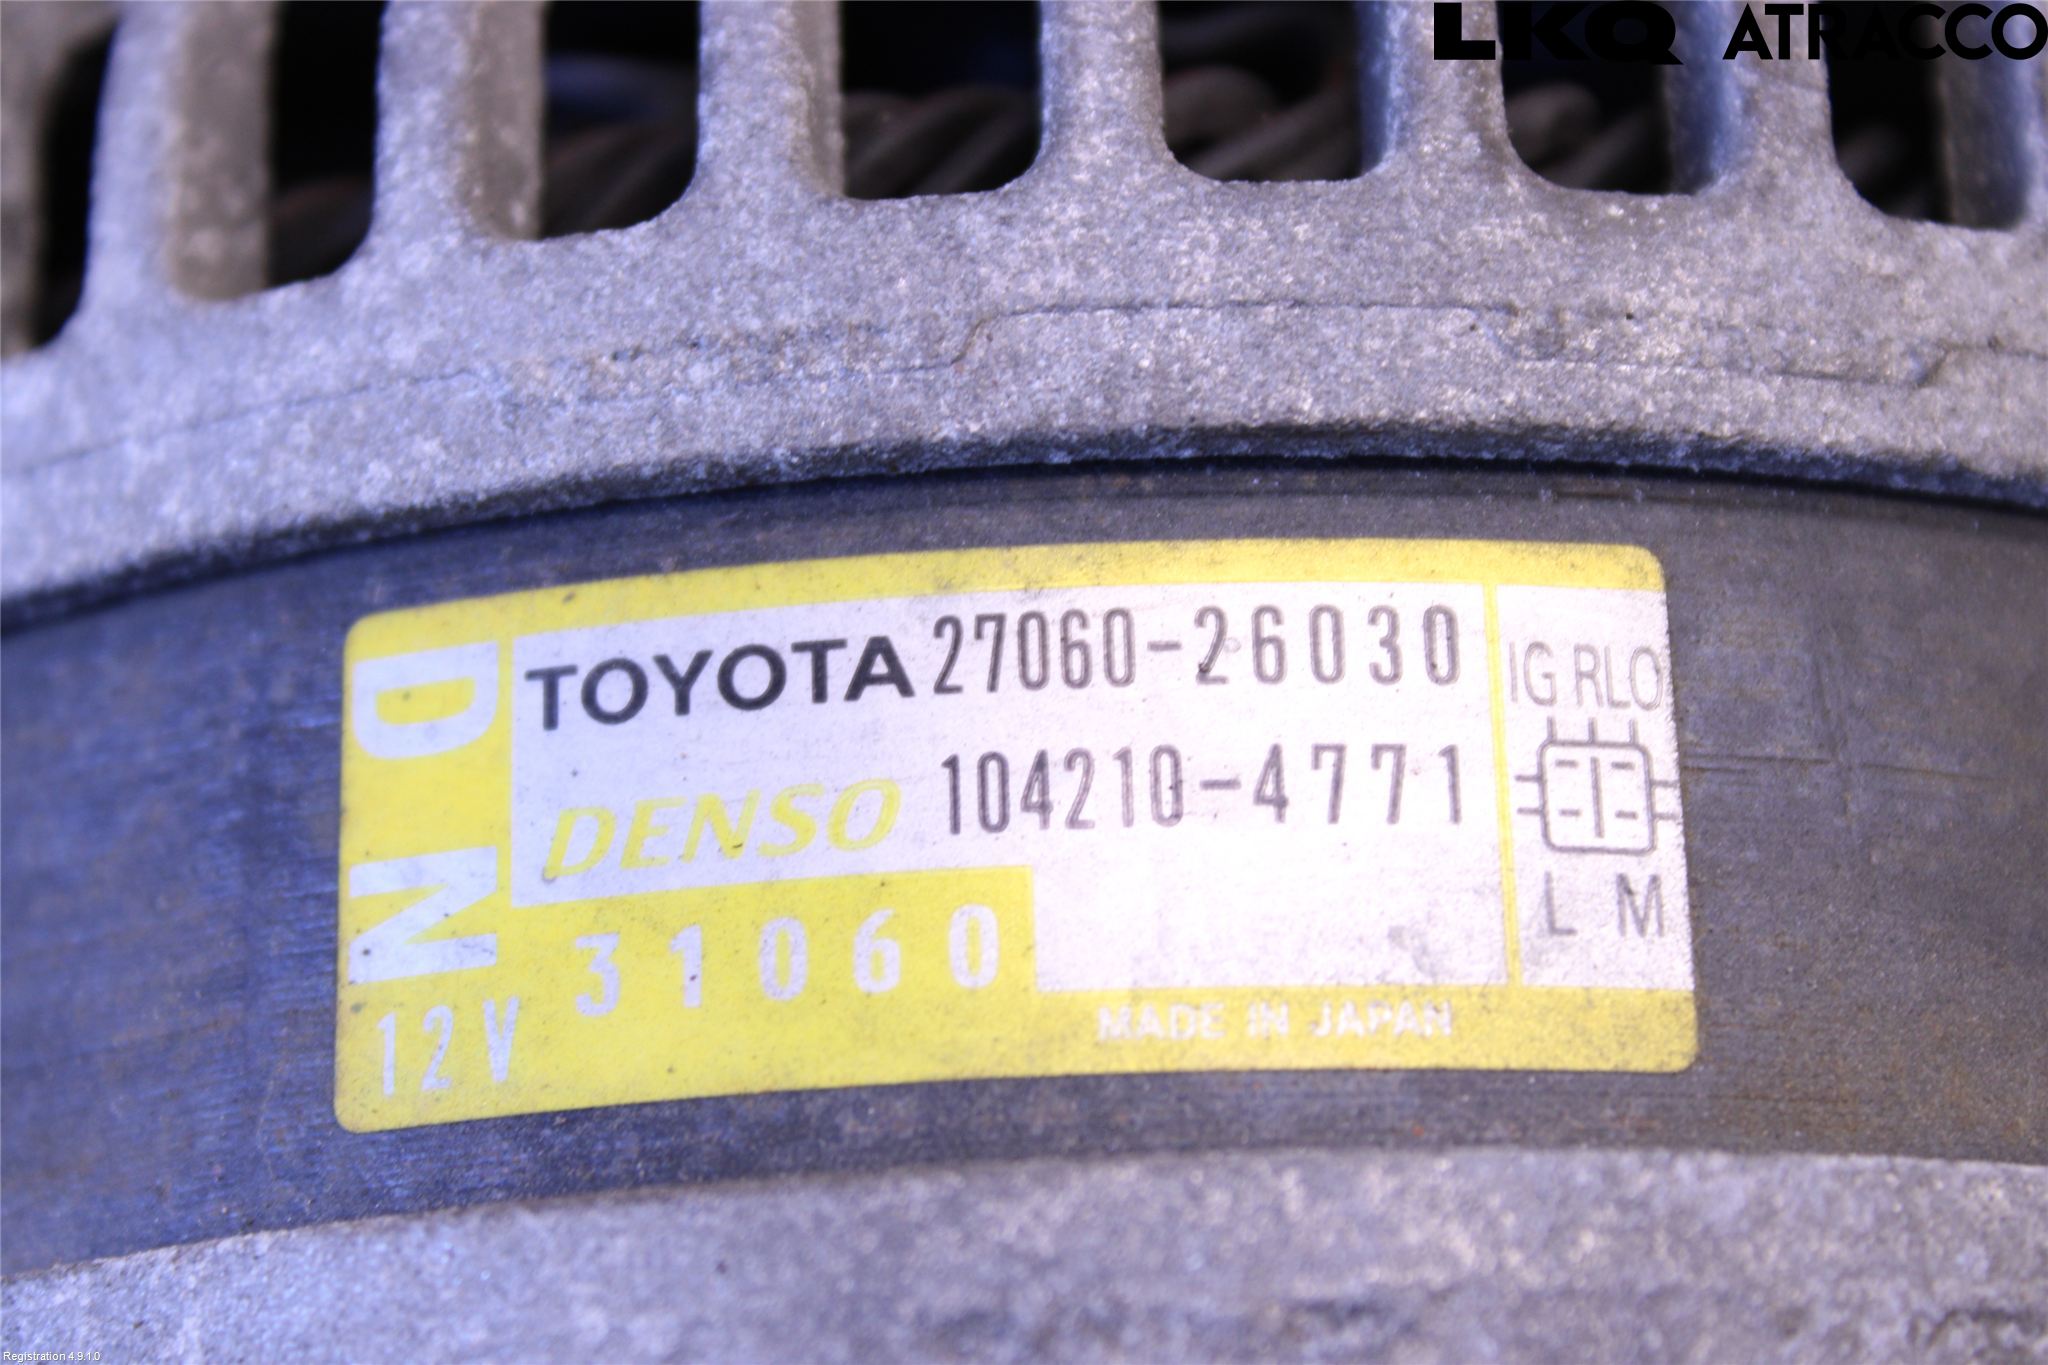 LKQ ATRACCO
DN
TOYOTA 27060-26030
DENSO 104210-4771
31060
12V
MADE IN JAPAN
IG RLO
L M
Registration 4.9.1.0